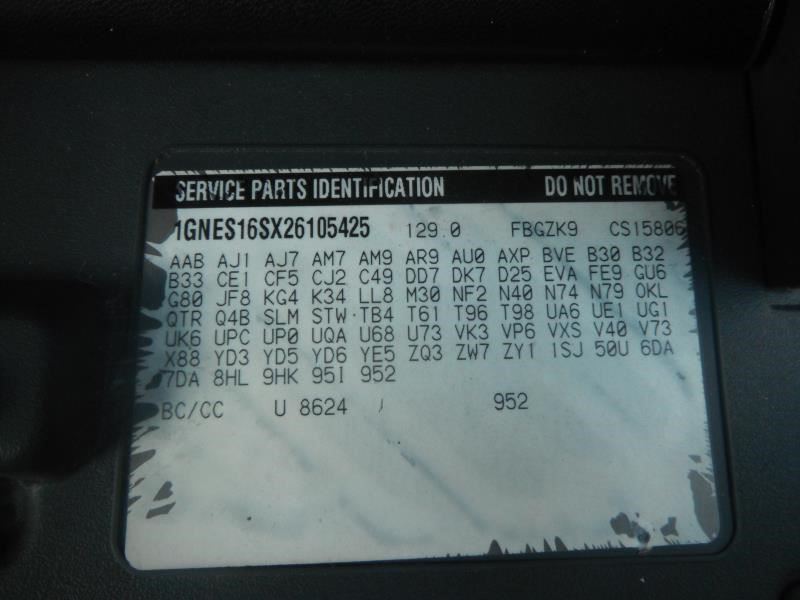 SERVICE PARTS IDENTIFICATION DO NOT REMOVE
1GNES16SX26105425 129.0 FBGZK9 CS15806
AAB AJ1 AJ7 AM7 AM9 AR9 AU0 AXP BVE B30 B32
B33 CE1 CF5 CJ2 C49 DD7 DK7 D25 EVA FE9 GU6
G80 JF8 KG4 K34 LL8 M30 NF2 N40 N74 N79 OKL
QTR Q4B SLM STW TB4 T61 T96 T98 UA6 UE1 UG1
UK6 UPC UP0 UQA U68 U73 VK3 VP6 VXS V40 V73
X88 YD3 YD5 YD6 YE5 ZQ3 ZW7 ZY1 1SJ 50U 6DA
7DA 8HL 9HK 95I 952
BC/CC U 8624 952